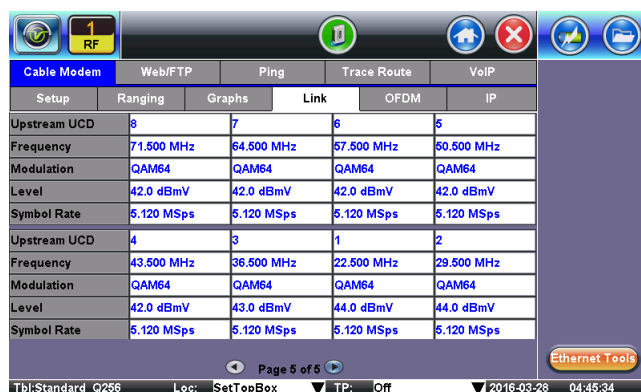 1
RF
Cable Modem Web/FTP Ping Trace Route VoIP
Setup Ranging Graphs Link OFDM IP
Upstream UCD 8 7 6 5
Frequency 71.500 MHz 64.500 MHz 57.500 MHz 50.500 MHz
Modulation QAM64 QAM64 QAM64 QAM64
Level 42.0 dBmV 42.0 dBmV 42.0 dBmV 42.0 dBmV
Symbol Rate 5.120 MSps 5.120 MSps 5.120 MSps 5.120 MSps
Upstream UCD 4 3 1 2
Frequency 43.500 MHz 36.500 MHz 22.500 MHz 29.500 MHz
Modulation QAM64 QAM64 QAM64 QAM64
Level 42.0 dBmV 43.0 dBmV 44.0 dBmV 44.0 dBmV
Symbol Rate 5.120 MSps 5.120 MSps 5.120 MSps 5.120 MSps
Page 5 of 5
Ethernet Tools
Tbl:Standard_Q256 Loc: SetTopBox TP: Off 2016-03-28 04:45:34